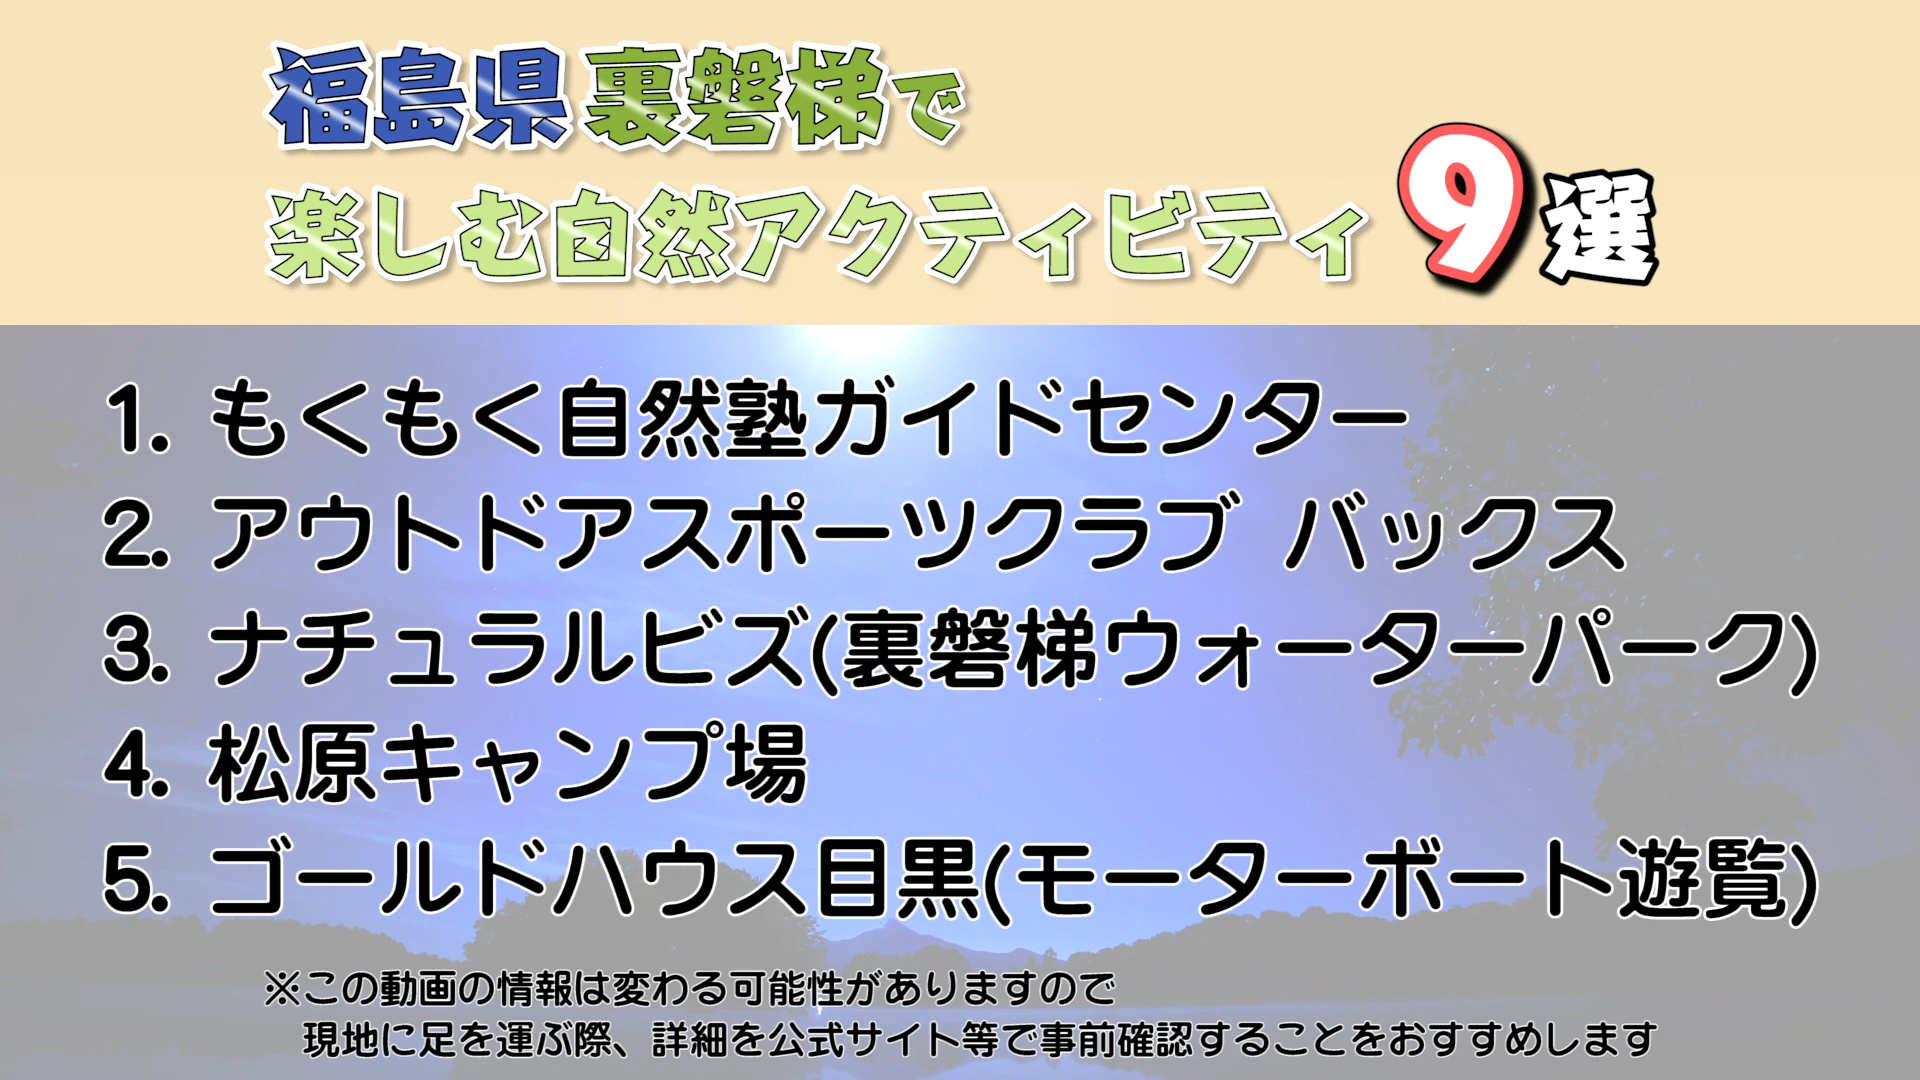 福島県裏磐梯で
楽しむ自然アクティビティ9選
1. もくもく自然塾ガイドセンター
2. アウトドアスポーツクラブ バックス
3. ナチュラルビズ(裏磐梯ウォーターパーク)
4. 松原キャンプ場
5. ゴールドハウス目黒(モーターボート遊覧)
※この動画の情報は変わる可能性がありますので
現地に足を運ぶ際、詳細を公式サイト等で事前確認することをおすすめします